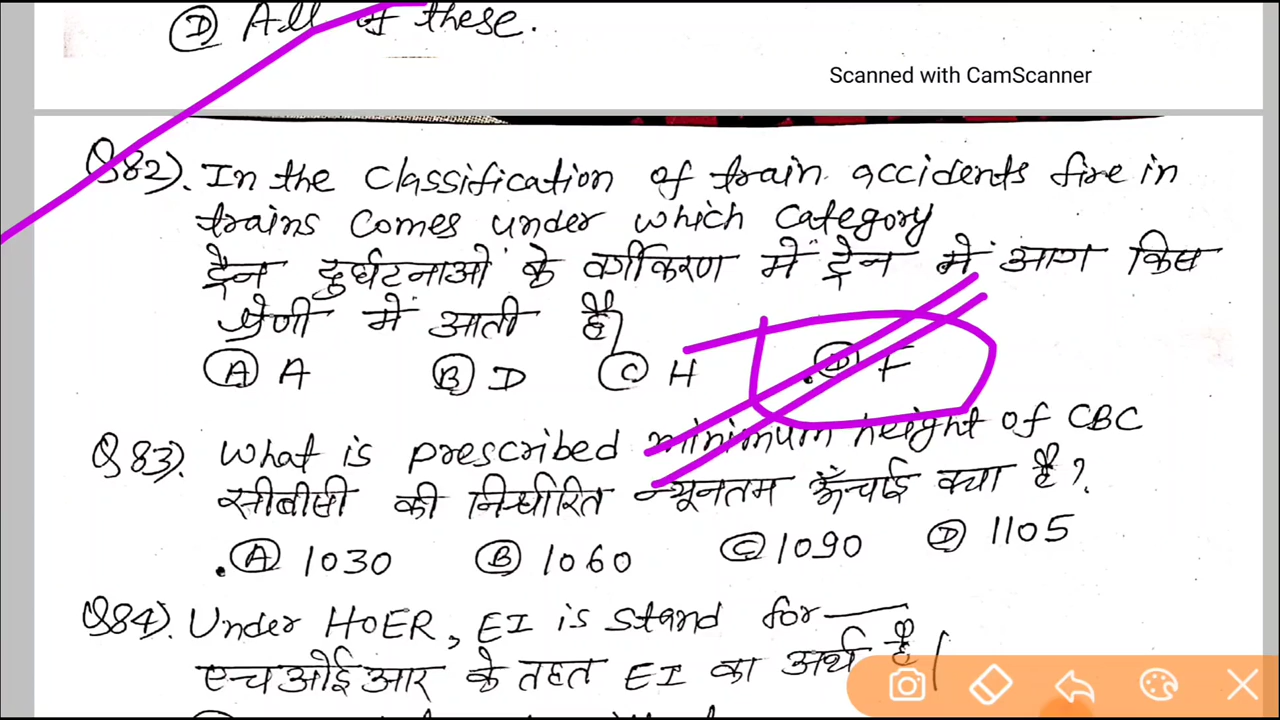 (D) All of these.
Scanned with CamScanner
Q82). In the classification of train accidents fire in
trains comes under which category
ट्रैन दुर्घटनाओं के वर्गीकरण में ट्रेन में आग किस
श्रेणी में आती है|
(A) A (B) D (C) H (D) F
Q83). What is prescribed minimum height of CBC
सीबीसी की निर्धारित न्यूनतम ऊँचाई क्या है?
(A) 1030 (B) 1060 (C) 1090 (D) 1105
Q84). Under HOER, EI is stand for ——
एचओईआर के तहत EI का अर्थ है|